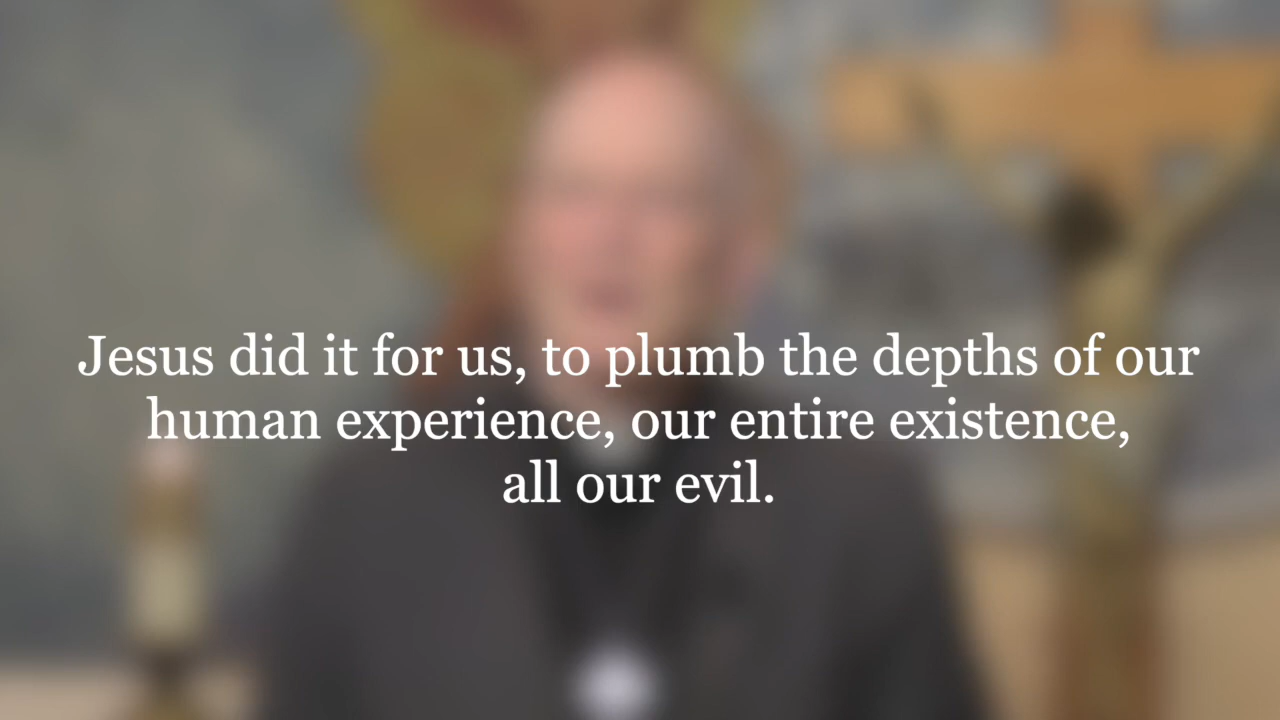 Jesus did it for us, to plumb the depths of our
human experience, our entire existence,
all our evil.